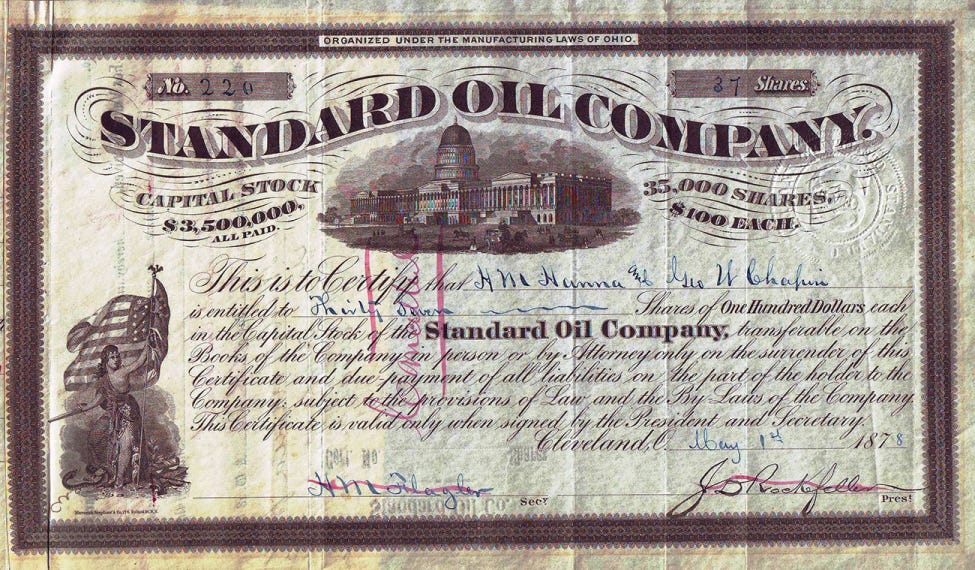 ORGANIZED UNDER THE MANUFACTURING LAWS OF OHIO.
No. 220
37 Shares.
STANDARD OIL COMPANY.
CAPITAL STOCK
$3,500,000,
ALL PAID.
35,000 SHARES,
$100 EACH.
This is to Certify that H M Hanna and Geo W Chapin
is entitled to Thirty Seven Shares of One Hundred Dollars each
in the Capital Stock of the Standard Oil Company, transferable on the
Books of the Company in person or by Attorney only on the surrender of this
Certificate and due payment of all liabilities on the part of the holder to the
Company, subject to the provisions of Law and the By-Laws of the Company.
This Certificate is valid only when signed by the President and Secretary.
Cleveland, O. May 1st 1878
H M Flagler Secy
J D Rockefeller Prest